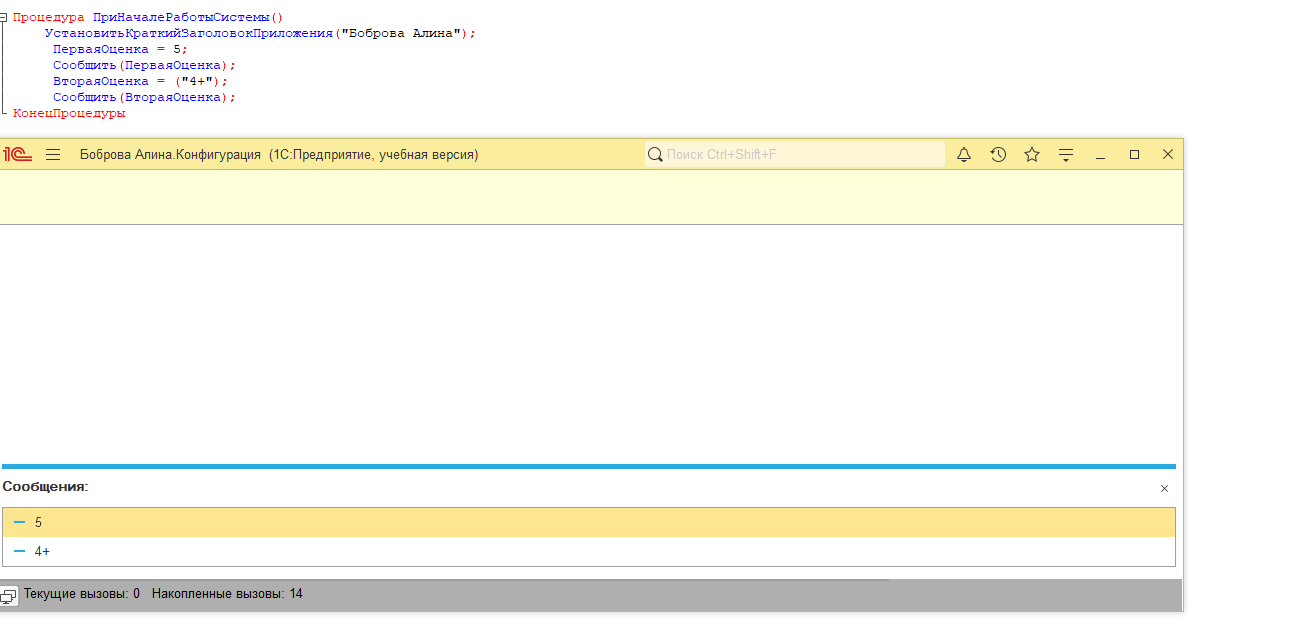 Процедура ПриНачалеРаботыСистемы()
УстановитьКраткийЗаголовокПриложения("Боброва Алина");
ПерваяОценка = 5;
Сообщить(ПерваяОценка);
ВтораяОценка = ("4+");
Сообщить(ВтораяОценка);
КонецПроцедуры
1С Боброва Алина.Конфигурация (1С:Предприятие, учебная версия) Поиск Ctrl+Shift+F
Сообщения:
5
4+
Текущие вызовы: 0 Накопленные вызовы: 14